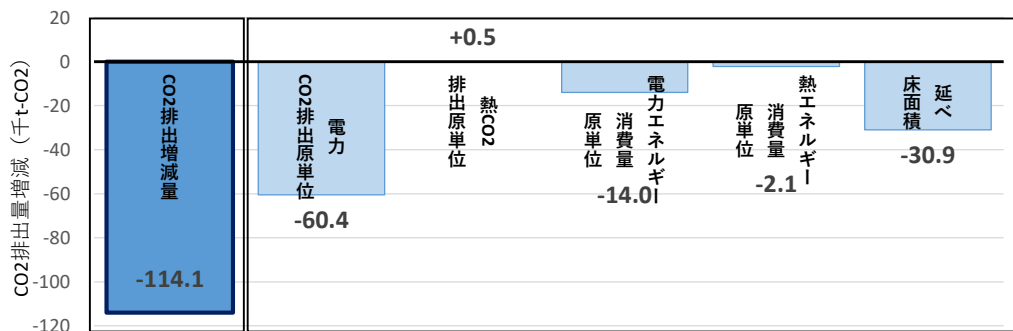 CO2排出量増減（千t-CO2）
20
0
-20
-40
-60
-80
-100
-120
CO2排出増減量
-114.1
電力
CO2排出原単位
-60.4
+0.5
熱CO2
排出原単位
電力エネルギー
消費量
原単位
-14.0
熱エネルギー
消費量
原単位
-2.1
延べ
床面積
-30.9